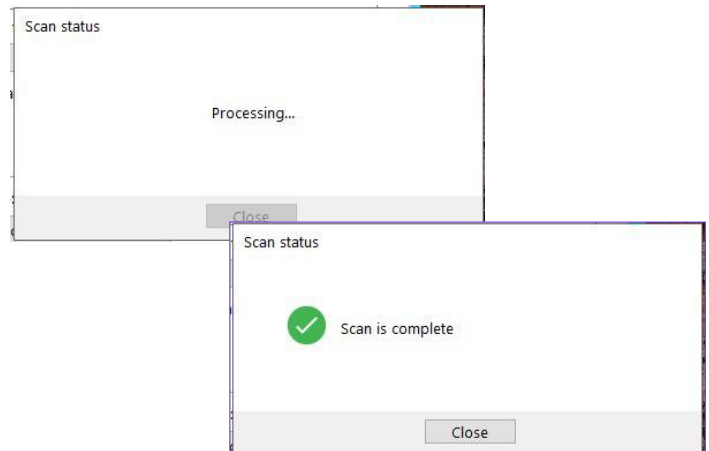 Scan status
Processing...
Close
Scan status
Scan is complete
Close